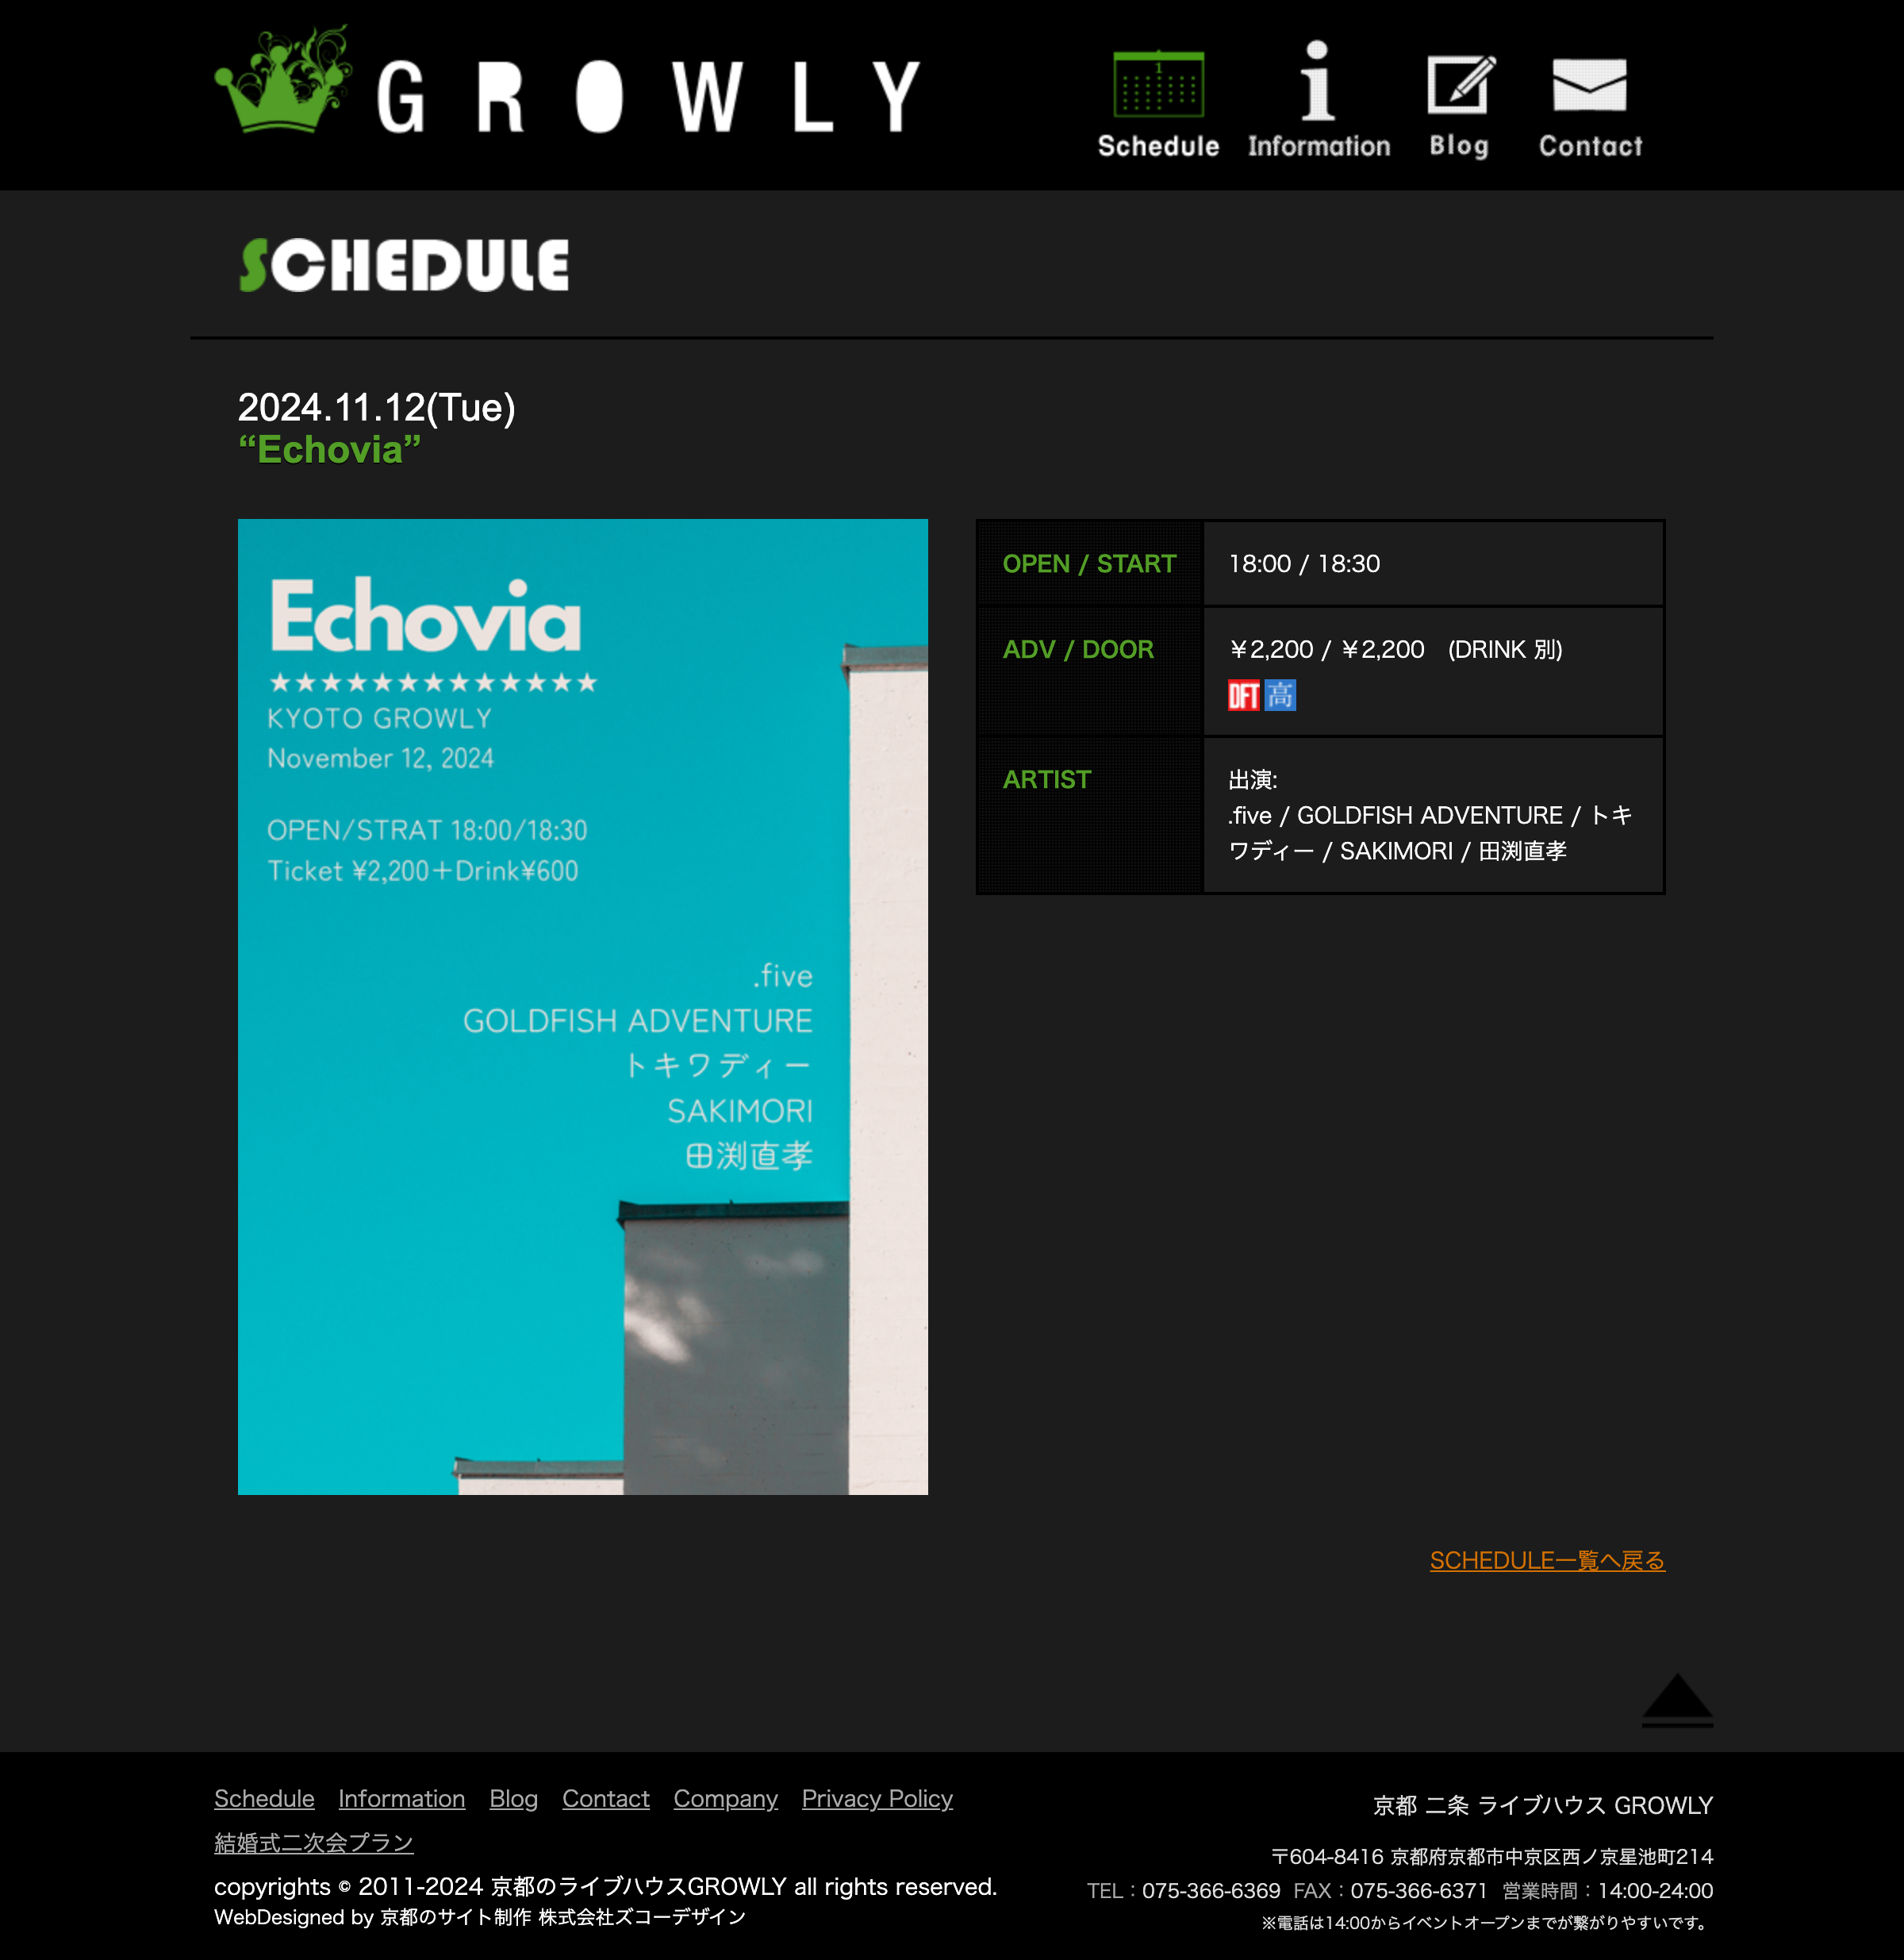 GROWLY
Schedule
Information
Blog
Contact
SCHEDULE
2024.11.12(Tue)
“Echovia”
Echovia
★★★★★★★★★★★★★
KYOTO GROWLY
November 12, 2024
OPEN/STRAT 18:00/18:30
Ticket ¥2,200＋Drink¥600
.five
GOLDFISH ADVENTURE
トキワディー
SAKIMORI
田渕直孝
OPEN / START
18:00 / 18:30
ADV / DOOR
￥2,200 / ￥2,200　(DRINK 別)
DFT 高
ARTIST
出演:
.five / GOLDFISH ADVENTURE / トキ
ワディー / SAKIMORI / 田渕直孝
SCHEDULE一覧へ戻る
Schedule Information Blog Contact Company Privacy Policy
結婚式二次会プラン
copyrights © 2011-2024 京都のライブハウスGROWLY all rights reserved.
WebDesigned by 京都のサイト制作 株式会社ズコーデザイン
京都 二条 ライブハウス GROWLY
〒604-8416 京都府京都市中京区西ノ京星池町214
TEL：075-366-6369 FAX：075-366-6371 営業時間：14:00-24:00
※電話は14:00からイベントオープンまでが繋がりやすいです。